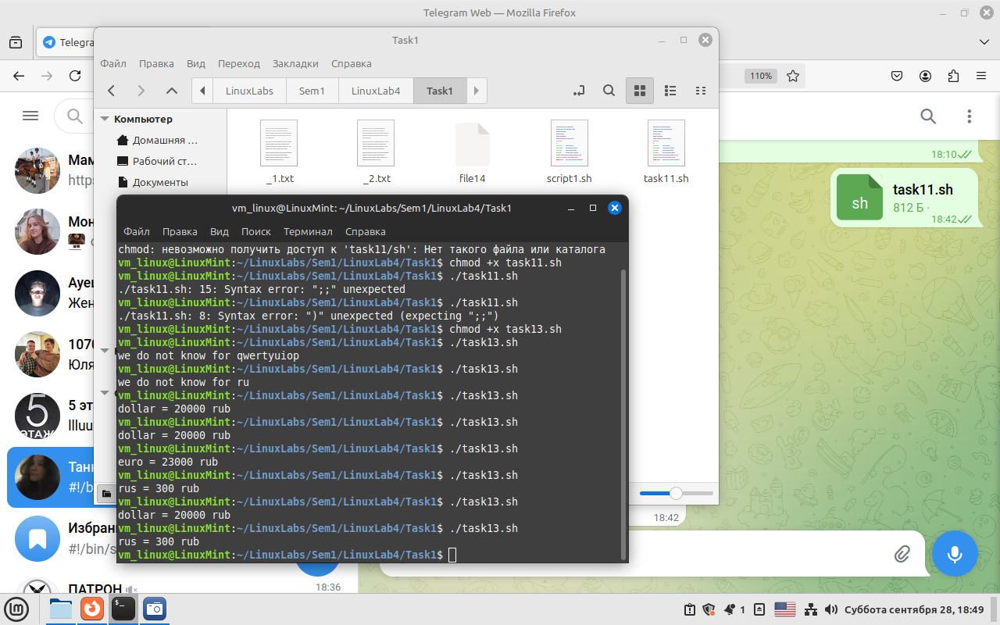 Telegram Web — Mozilla Firefox
Telegra
Task1
Файл Правка Вид Переход Закладки Справка
110%
LinuxLabs Sem1 LinuxLab4 Task1
Компьютер
Домашняя ...
Рабочий ст...
Документы
_1.txt _2.txt file14 script1.sh task11.sh
18:10
sh
task11.sh
812 Б ·
18:42
Мам
http
Мон
Ауеш
Жен
1070
Юля
5 эта
5
ЭТАЖ
Illuu
Таню
#!/b
Избран
#!/bin/s
ПАТРОН
18:36
18:42
vm_linux@LinuxMint: ~/LinuxLabs/Sem1/LinuxLab4/Task1
Файл Правка Вид Поиск Терминал Справка
chmod: невозможно получить доступ к 'task11/sh': Нет такого файла или каталога
vm_linux@LinuxMint:~/LinuxLabs/Sem1/LinuxLab4/Task1$ chmod +x task11.sh
vm_linux@LinuxMint:~/LinuxLabs/Sem1/LinuxLab4/Task1$ ./task11.sh
./task11.sh: 15: Syntax error: ";;" unexpected
vm_linux@LinuxMint:~/LinuxLabs/Sem1/LinuxLab4/Task1$ ./task11.sh
./task11.sh: 8: Syntax error: ")" unexpected (expecting ";;")
vm_linux@LinuxMint:~/LinuxLabs/Sem1/LinuxLab4/Task1$ chmod +x task13.sh
vm_linux@LinuxMint:~/LinuxLabs/Sem1/LinuxLab4/Task1$ ./task13.sh
we do not know for qwertyuiop
vm_linux@LinuxMint:~/LinuxLabs/Sem1/LinuxLab4/Task1$ ./task13.sh
we do not know for ru
vm_linux@LinuxMint:~/LinuxLabs/Sem1/LinuxLab4/Task1$ ./task13.sh
dollar = 20000 rub
vm_linux@LinuxMint:~/LinuxLabs/Sem1/LinuxLab4/Task1$ ./task13.sh
dollar = 20000 rub
vm_linux@LinuxMint:~/LinuxLabs/Sem1/LinuxLab4/Task1$ ./task13.sh
euro = 23000 rub
vm_linux@LinuxMint:~/LinuxLabs/Sem1/LinuxLab4/Task1$ ./task13.sh
rus = 300 rub
vm_linux@LinuxMint:~/LinuxLabs/Sem1/LinuxLab4/Task1$ ./task13.sh
dollar = 20000 rub
vm_linux@LinuxMint:~/LinuxLabs/Sem1/LinuxLab4/Task1$ ./task13.sh
rus = 300 rub
vm_linux@LinuxMint:~/LinuxLabs/Sem1/LinuxLab4/Task1$
1
Суббота сентября 28, 18:49